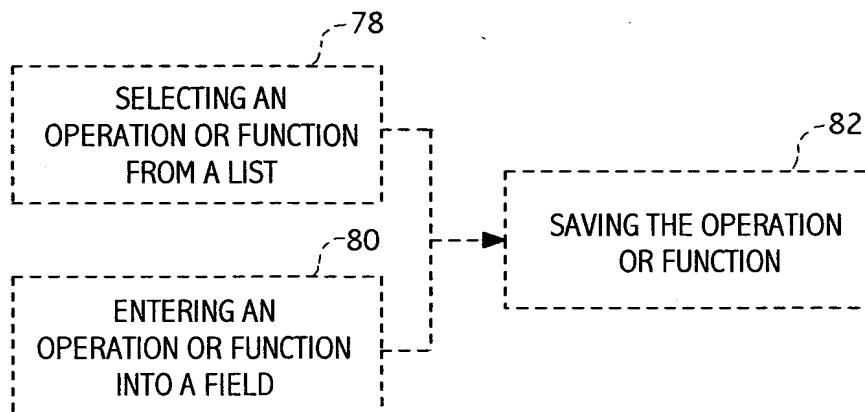 78
SELECTING AN
OPERATION OR FUNCTION
FROM A LIST
80
ENTERING AN
OPERATION OR FUNCTION
INTO A FIELD
82
SAVING THE OPERATION
OR FUNCTION